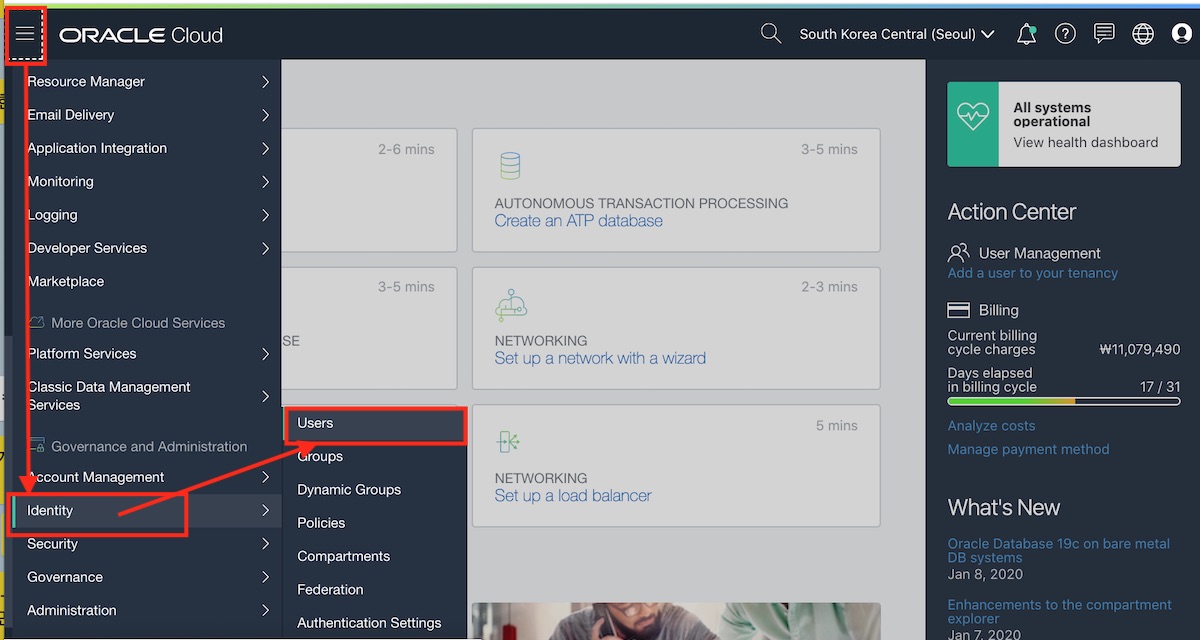 ORACLE Cloud
South Korea Central (Seoul)
Resource Manager
Email Delivery
Application Integration
Monitoring
Logging
Developer Services
Marketplace
More Oracle Cloud Services
Platform Services
Classic Data Management
Services
Governance and Administration
Account Management
Identity
Security
Governance
Administration
Users
Groups
Dynamic Groups
Policies
Compartments
Federation
Authentication Settings
2-6 mins
3-5 mins
AUTONOMOUS TRANSACTION PROCESSING
Create an ATP database
3-5 mins
SE
2-3 mins
NETWORKING
Set up a network with a wizard
5 mins
NETWORKING
Set up a load balancer
All systems
operational
View health dashboard
Action Center
User Management
Add a user to your tenancy
Billing
Current billing
cycle charges
₩11,079,490
Days elapsed
in billing cycle
17 / 31
Analyze costs
Manage payment method
What's New
Oracle Database 19c on bare metal
DB systems
Jan 8, 2020
Enhancements to the compartment
explorer
Jan 7, 2020